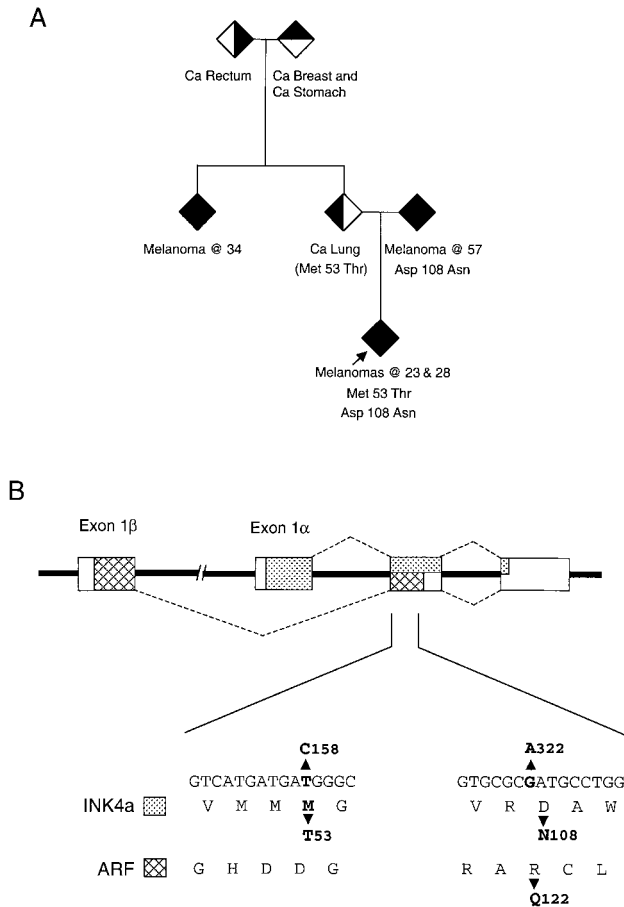 A
Ca Rectum
Ca Breast and
Ca Stomach
Melanoma @ 34
Ca Lung
(Met 53 Thr)
Melanoma @ 57
Asp 108 Asn
Melanomas @ 23 & 28
Met 53 Thr
Asp 108 Asn
B
Exon 1β
Exon 1α
C158
A322
GTCATGATGATGGGC
GTGCGCGATGCCTGG
INK4a
V M M M G
V R D A W
T53
N108
ARF
G H D D G
R A R C L
Q122